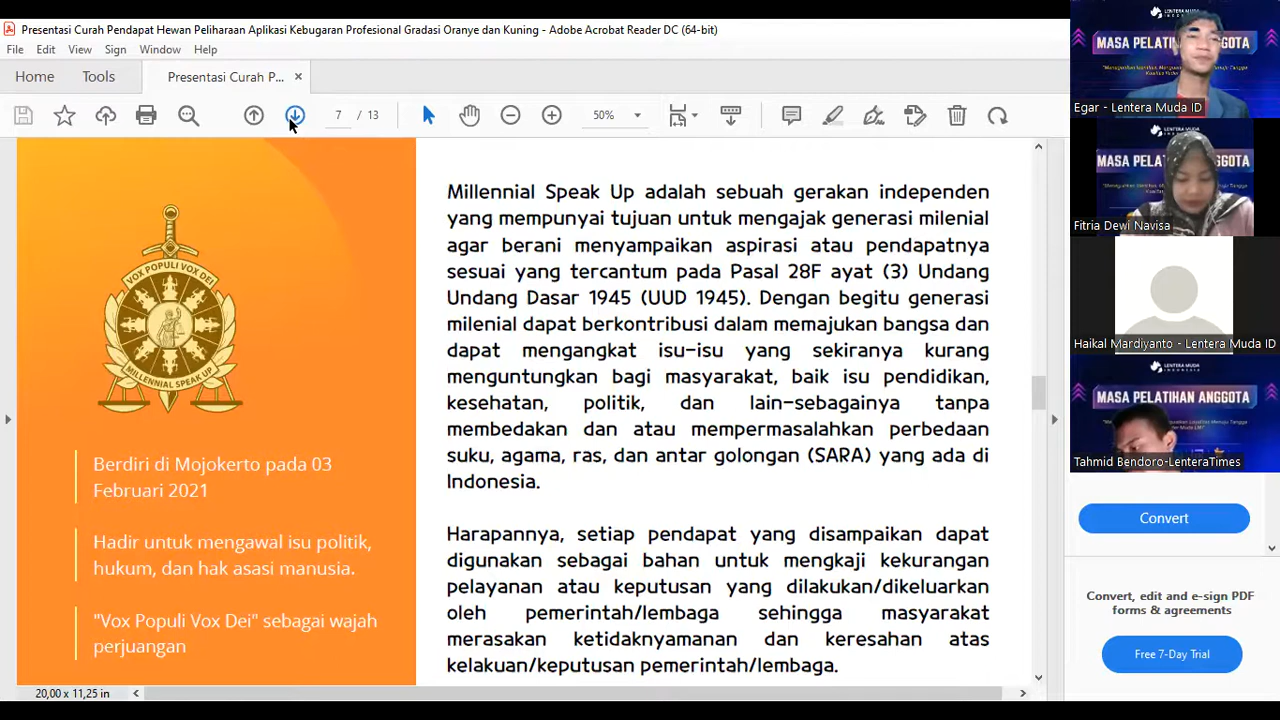 Presentasi Curah Pendapat Hewan Peliharaan Aplikasi Kebugaran Profesional Gradasi Oranye dan Kuning - Adobe Acrobat Reader DC (64-bit)
File Edit View Sign Window Help
Home Tools Presentasi Curah P... ×
7 / 13 50%
VOX POPULI VOX DEI
MILLENNIAL SPEAK UP
Berdiri di Mojokerto pada 03
Februari 2021
Hadir untuk mengawal isu politik,
hukum, dan hak asasi manusia.
"Vox Populi Vox Dei" sebagai wajah
perjuangan
Millennial Speak Up adalah sebuah gerakan independen
yang mempunyai tujuan untuk mengajak generasi milenial
agar berani menyampaikan aspirasi atau pendapatnya
sesuai yang tercantum pada Pasal 28F ayat (3) Undang
Undang Dasar 1945 (UUD 1945). Dengan begitu generasi
milenial dapat berkontribusi dalam memajukan bangsa dan
dapat mengangkat isu-isu yang sekiranya kurang
menguntungkan bagi masyarakat, baik isu pendidikan,
kesehatan, politik, dan lain-sebagainya tanpa
membedakan dan atau mempermasalahkan perbedaan
suku, agama, ras, dan antar golongan (SARA) yang ada di
Indonesia.
Harapannya, setiap pendapat yang disampaikan dapat
digunakan sebagai bahan untuk mengkaji kekurangan
pelayanan atau keputusan yang dilakukan/dikeluarkan
oleh pemerintah/lembaga sehingga masyarakat
merasakan ketidaknyamanan dan keresahan atas
kelakuan/keputusan pemerintah/lembaga.
20,00 x 11,25 in
LENTERA MUDA
MASA PELATI ANGGOTA
Egar - Lentera Muda ID
MASA P GGOTA
Fitria Dewi Navisa
Haikal Mardiyanto - Lentera Muda ID
LENTERA MUDA
MASA PELATIHAN ANGGOTA
Tahmid Bendoro-LenteraTimes
Convert
Convert, edit and e-sign PDF
forms & agreements
Free 7-Day Trial